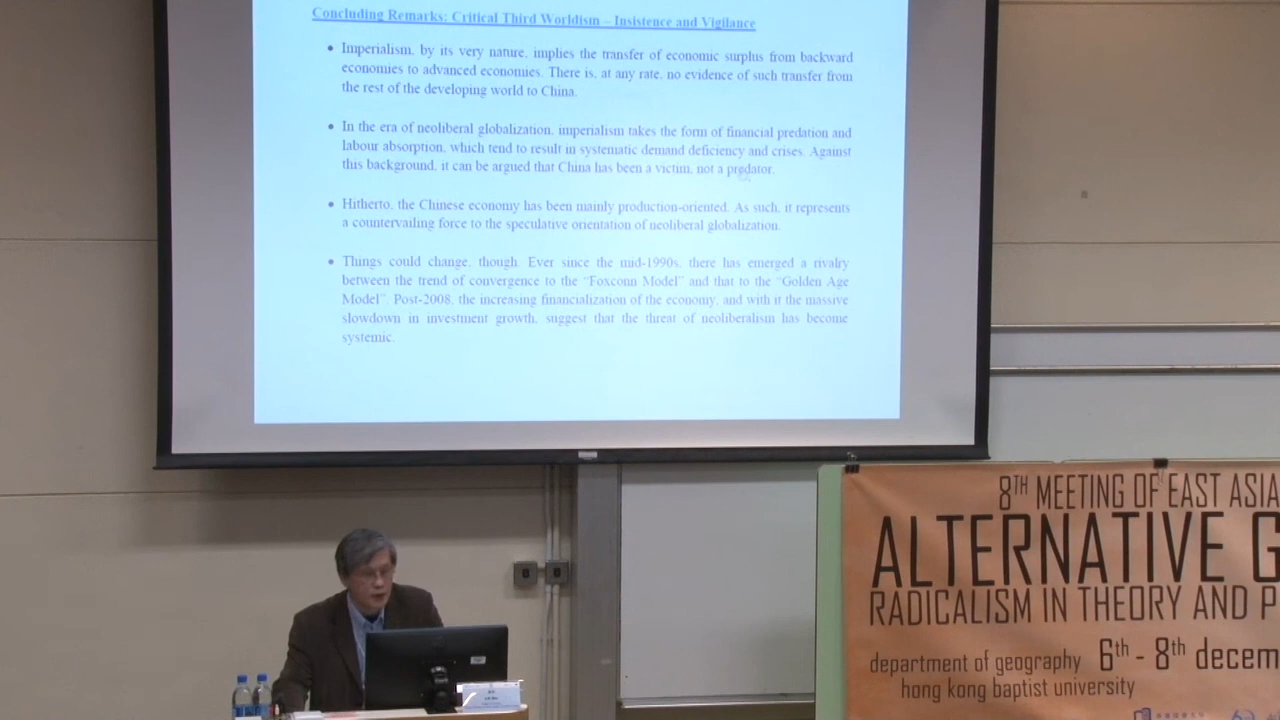 Concluding Remarks: Critical Third Worldism – Insistence and Vigilance
• Imperialism, by its very nature, implies the transfer of economic surplus from backward
economies to advanced economies. There is, at any rate, no evidence of such transfer from
the rest of the developing world to China.
• In the era of neoliberal globalization, imperialism takes the form of financial predation and
labour absorption, which tend to result in systematic demand deficiency and crises. Against
this background, it can be argued that China has been a victim, not a predator.
• Hitherto, the Chinese economy has been mainly production-oriented. As such, it represents
a countervailing force to the speculative orientation of neoliberal globalization.
• Things could change, though. Ever since the mid-1990s, there has emerged a rivalry
between the trend of convergence to the "Foxconn Model" and that to the "Golden Age
Model". Post-2008, the increasing financialization of the economy, and with it the massive
slowdown in investment growth, suggest that the threat of neoliberalism has become
systemic.
8TH MEETING OF EAST ASIA
ALTERNATIVE G
RADICALISM IN THEORY AND P
department of geography 6th - 8th decem
hong kong baptist university